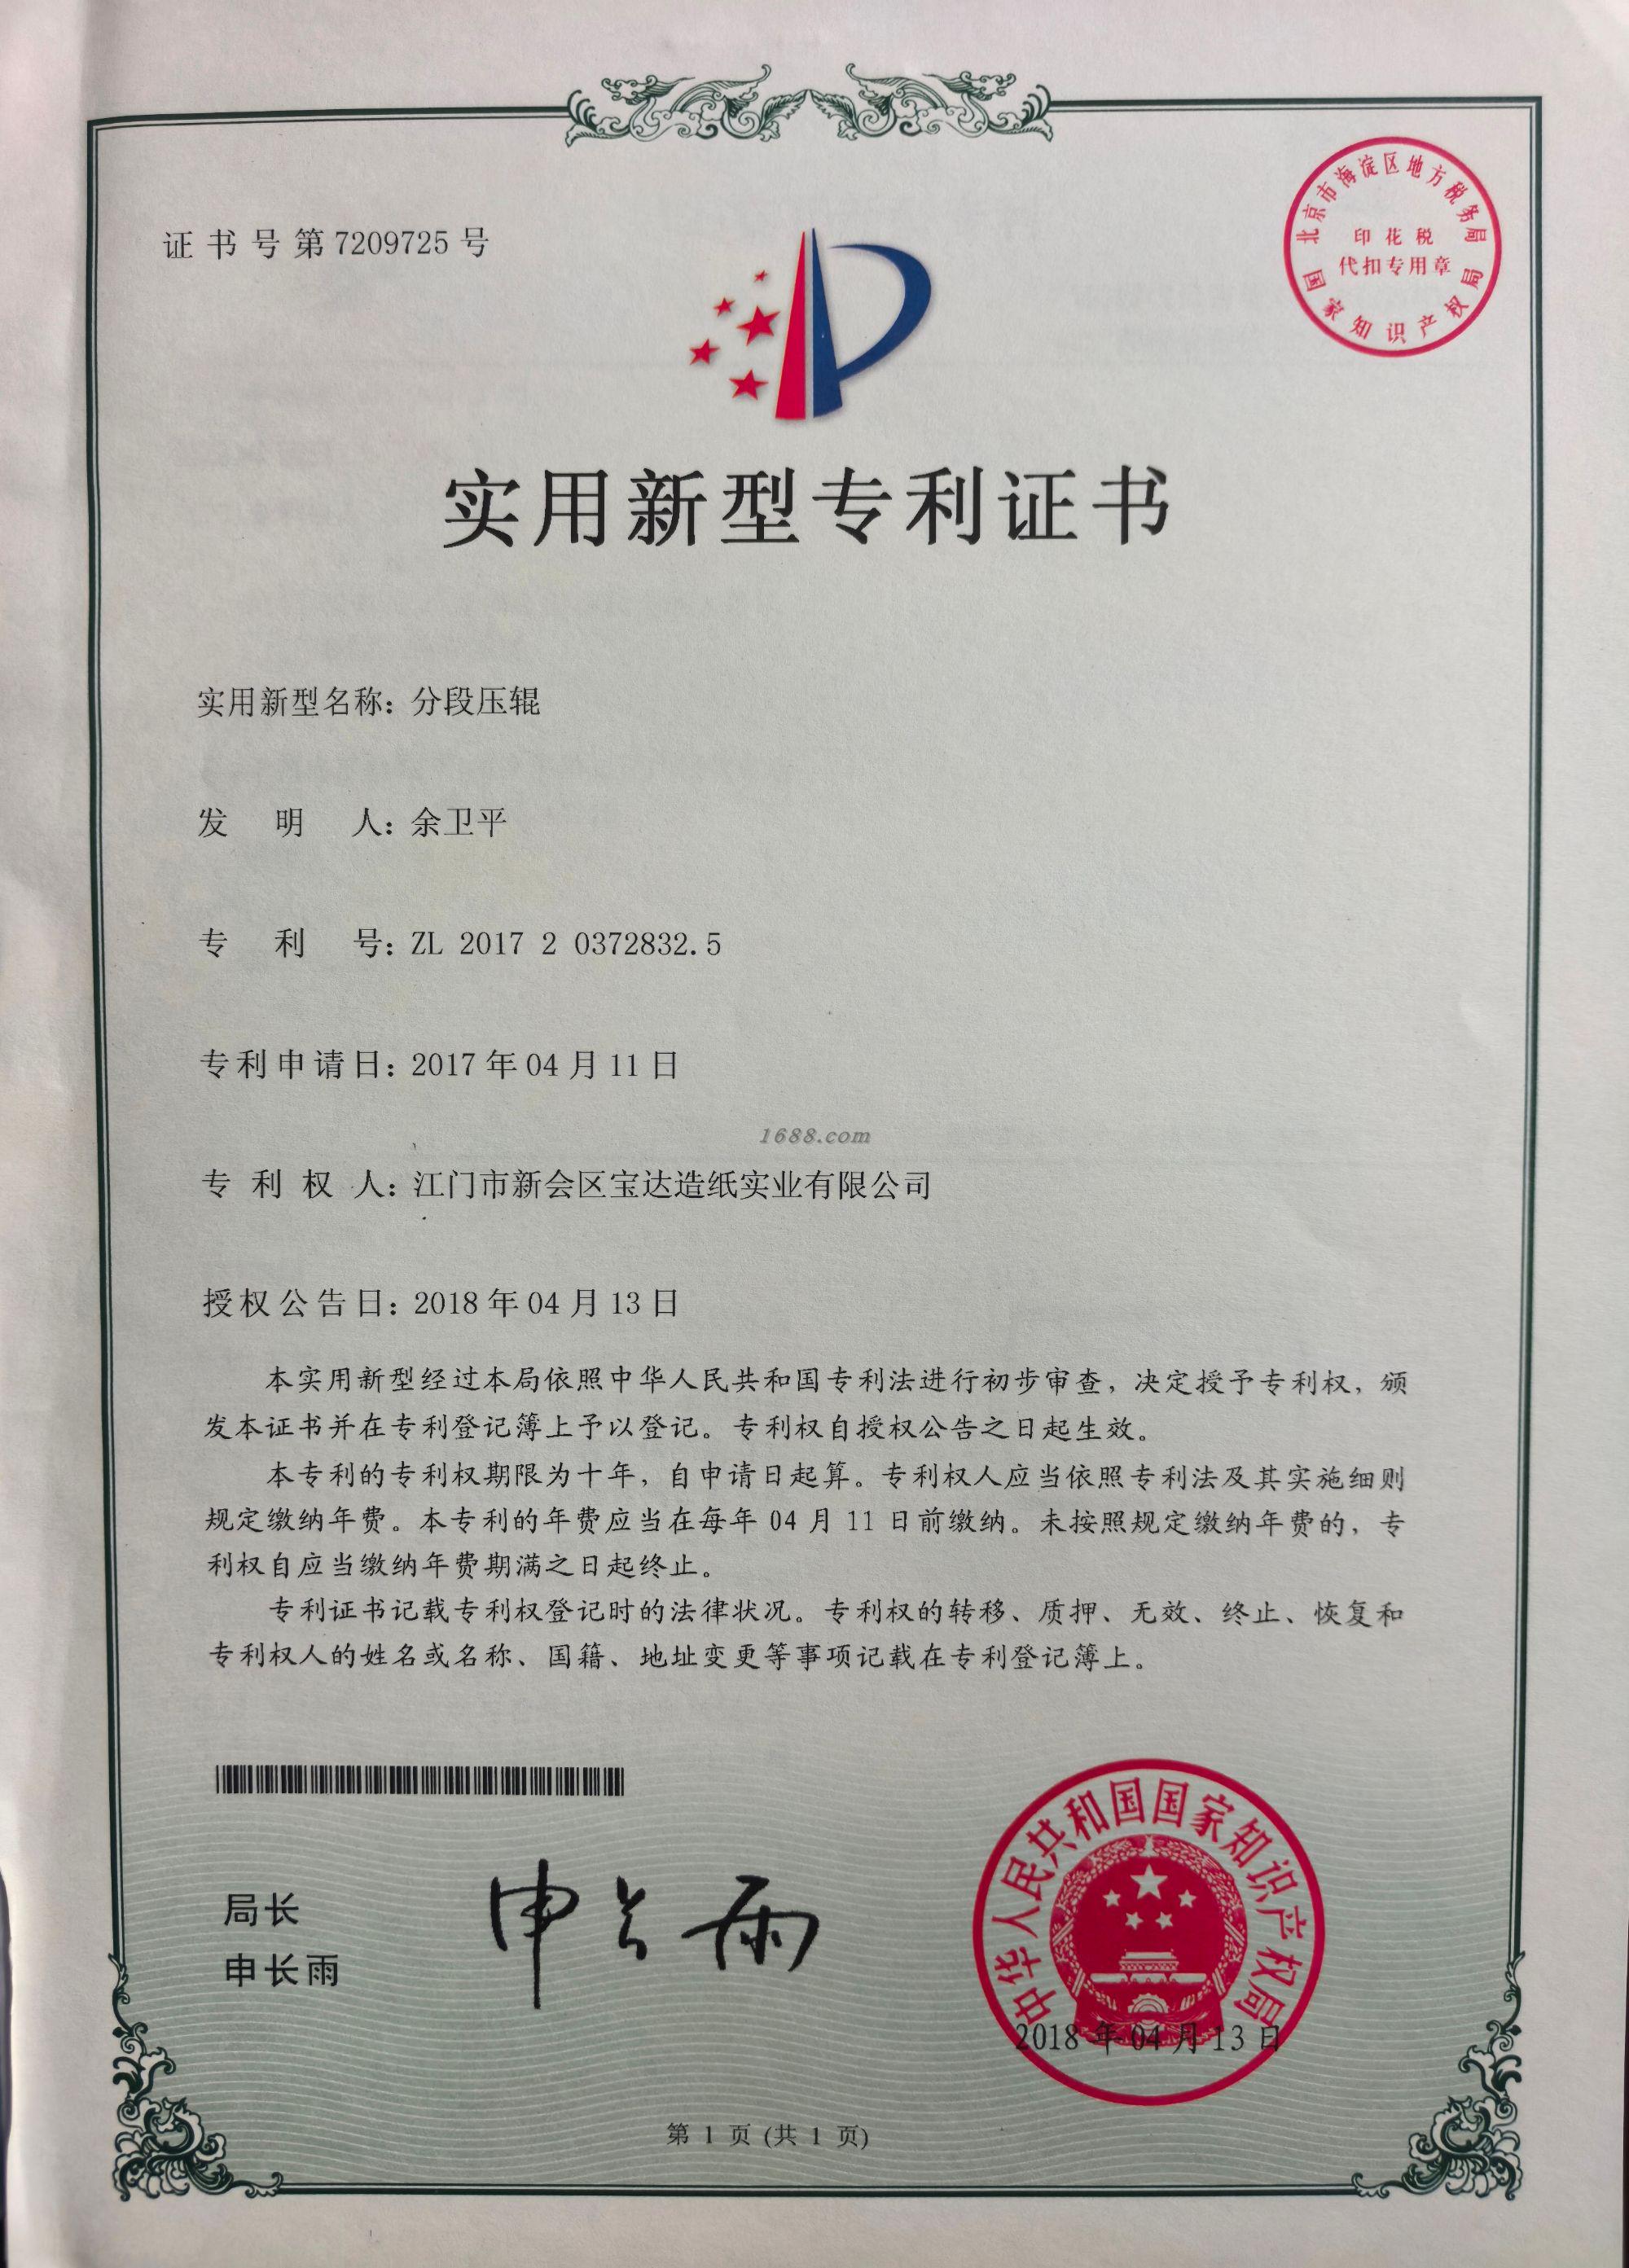 北京市海淀区地方税务局
印花税
代扣专用章
国家知识产权局
证书号第7209725号
实用新型专利证书
实用新型名称：分段压辊
发明人：余卫平
专利号：ZL 2017 2 0372832.5
专利申请日：2017年04月11日
1688.com
专利权人：江门市新会区宝达造纸实业有限公司
授权公告日：2018年04月13日
本实用新型经过本局依照中华人民共和国专利法进行初步审查，决定授予专利权，颁
发本证书并在专利登记簿上予以登记。专利权自授权公告之日起生效。
本专利的专利权期限为十年，自申请日起算。专利权人应当依照专利法及其实施细则
规定缴纳年费。本专利的年费应当在每年04月11日前缴纳。未按照规定缴纳年费的，专
利权自应当缴纳年费期满之日起终止。
专利证书记载专利权登记时的法律状况。专利权的转移、质押、无效、终止、恢复和
专利权人的姓名或名称、国籍、地址变更等事项记载在专利登记簿上。
局长
申长雨
申长雨
中华人民共和国国家知识产权局
2018年04月13日
第1页(共1页)